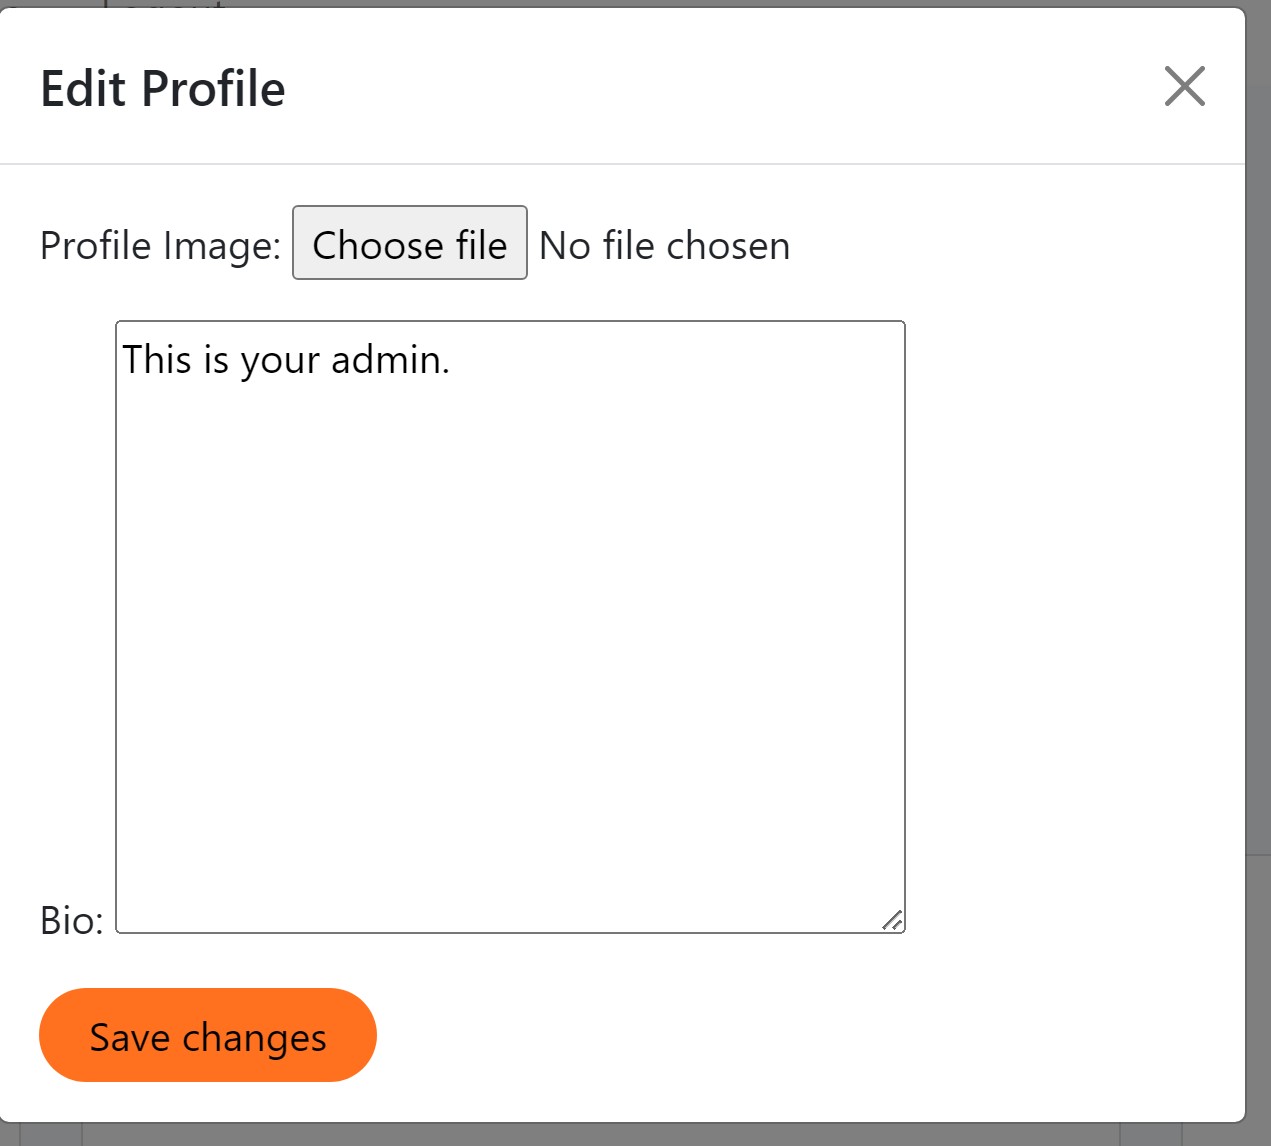 Edit Profile
Profile Image: Choose file No file chosen
This is your admin.
Bio:
Save changes